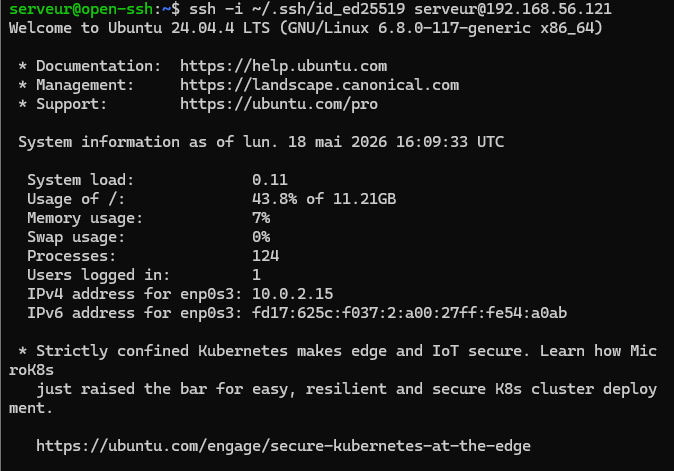 serveur@open-ssh:~$ ssh -i ~/.ssh/id_ed25519 serveur@192.168.56.121
Welcome to Ubuntu 24.04.4 LTS (GNU/Linux 6.8.0-117-generic x86_64)

 * Documentation:  https://help.ubuntu.com
 * Management:     https://landscape.canonical.com
 * Support:        https://ubuntu.com/pro

 System information as of lun. 18 mai 2026 16:09:33 UTC

  System load:             0.11
  Usage of /:              43.8% of 11.21GB
  Memory usage:            7%
  Swap usage:              0%
  Processes:               124
  Users logged in:         1
  IPv4 address for enp0s3: 10.0.2.15
  IPv6 address for enp0s3: fd17:625c:f037:2:a00:27ff:fe54:a0ab

 * Strictly confined Kubernetes makes edge and IoT secure. Learn how Mic
roK8s
   just raised the bar for easy, resilient and secure K8s cluster deploy
ment.

   https://ubuntu.com/engage/secure-kubernetes-at-the-edge